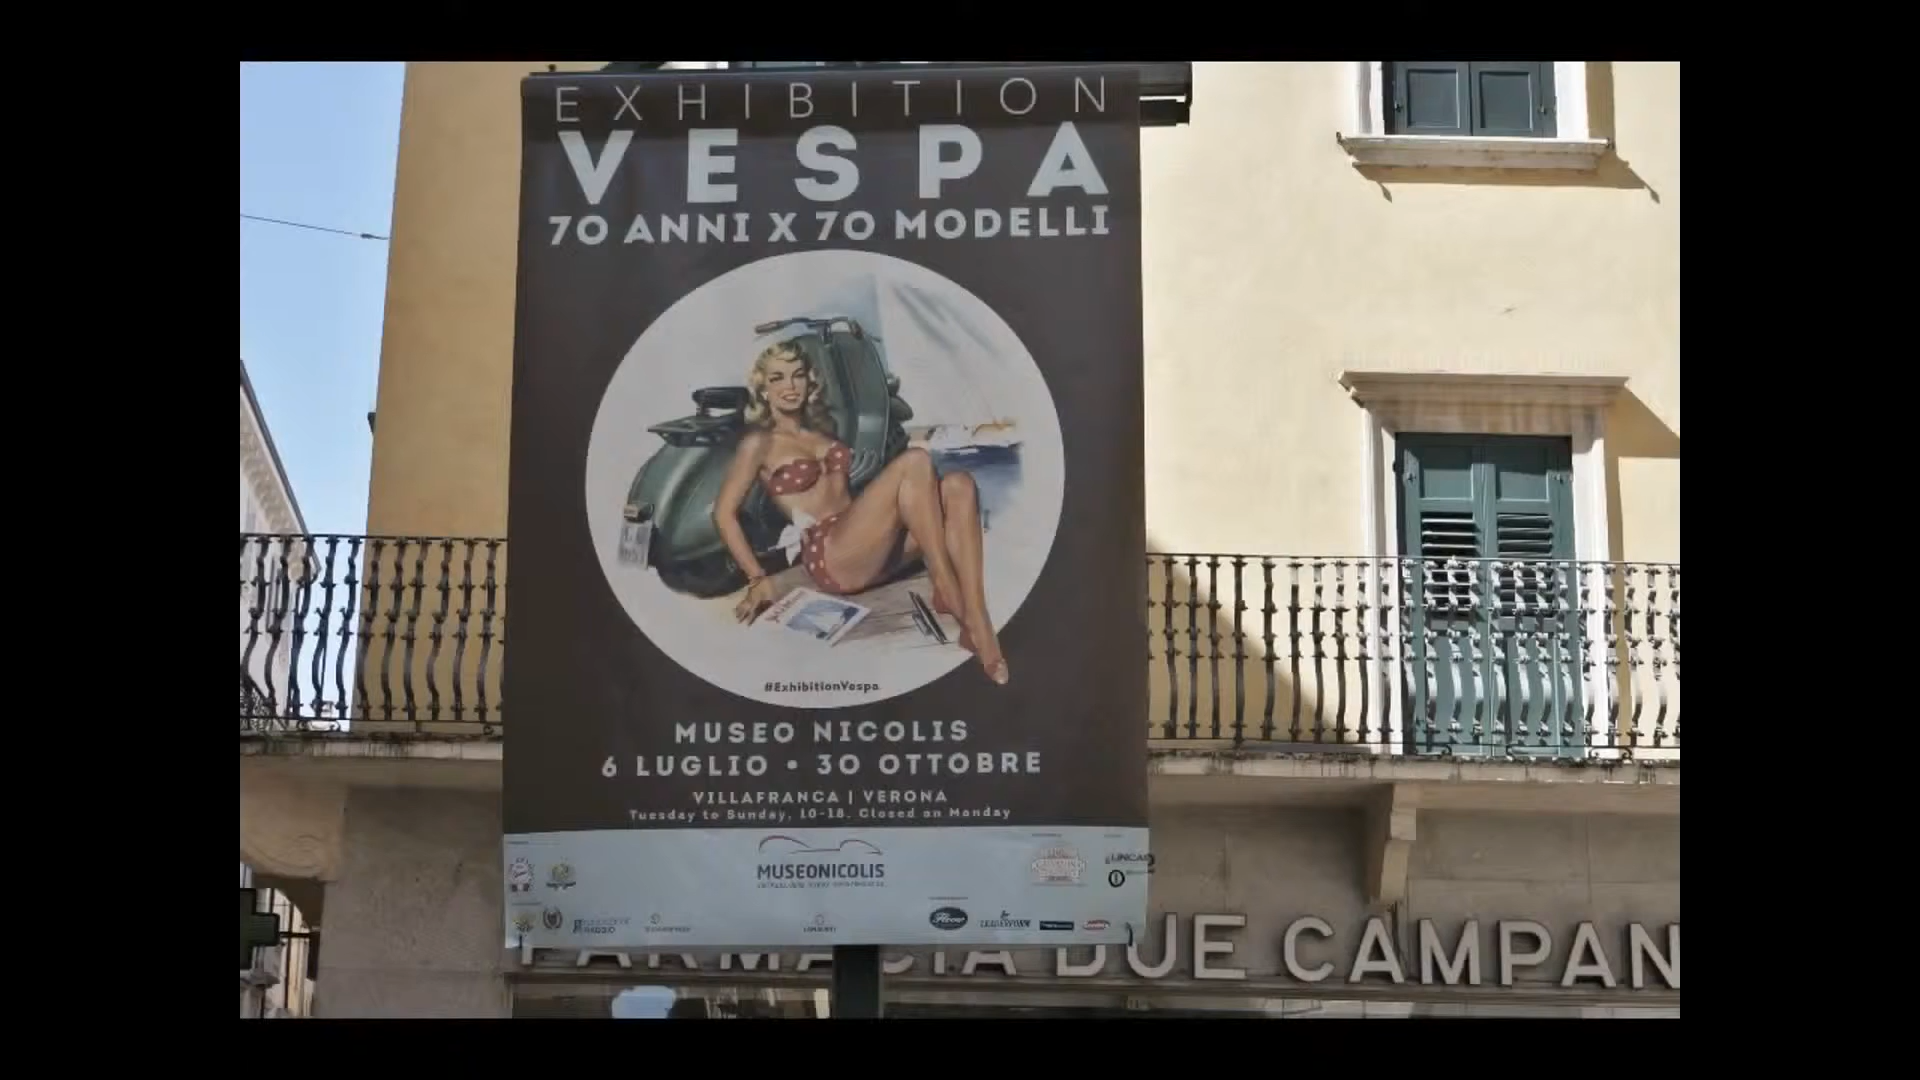 EXHIBITION
VESPA
70 ANNI X 70 MODELLI
#ExhibitionVespa
MUSEO NICOLIS
6 LUGLIO • 30 OTTOBRE
VILLAFRANCA | VERONA
Tuesday to Sunday, 10-18. Closed on Monday
MUSEONICOLIS
FARMACIA DUE CAMPAN